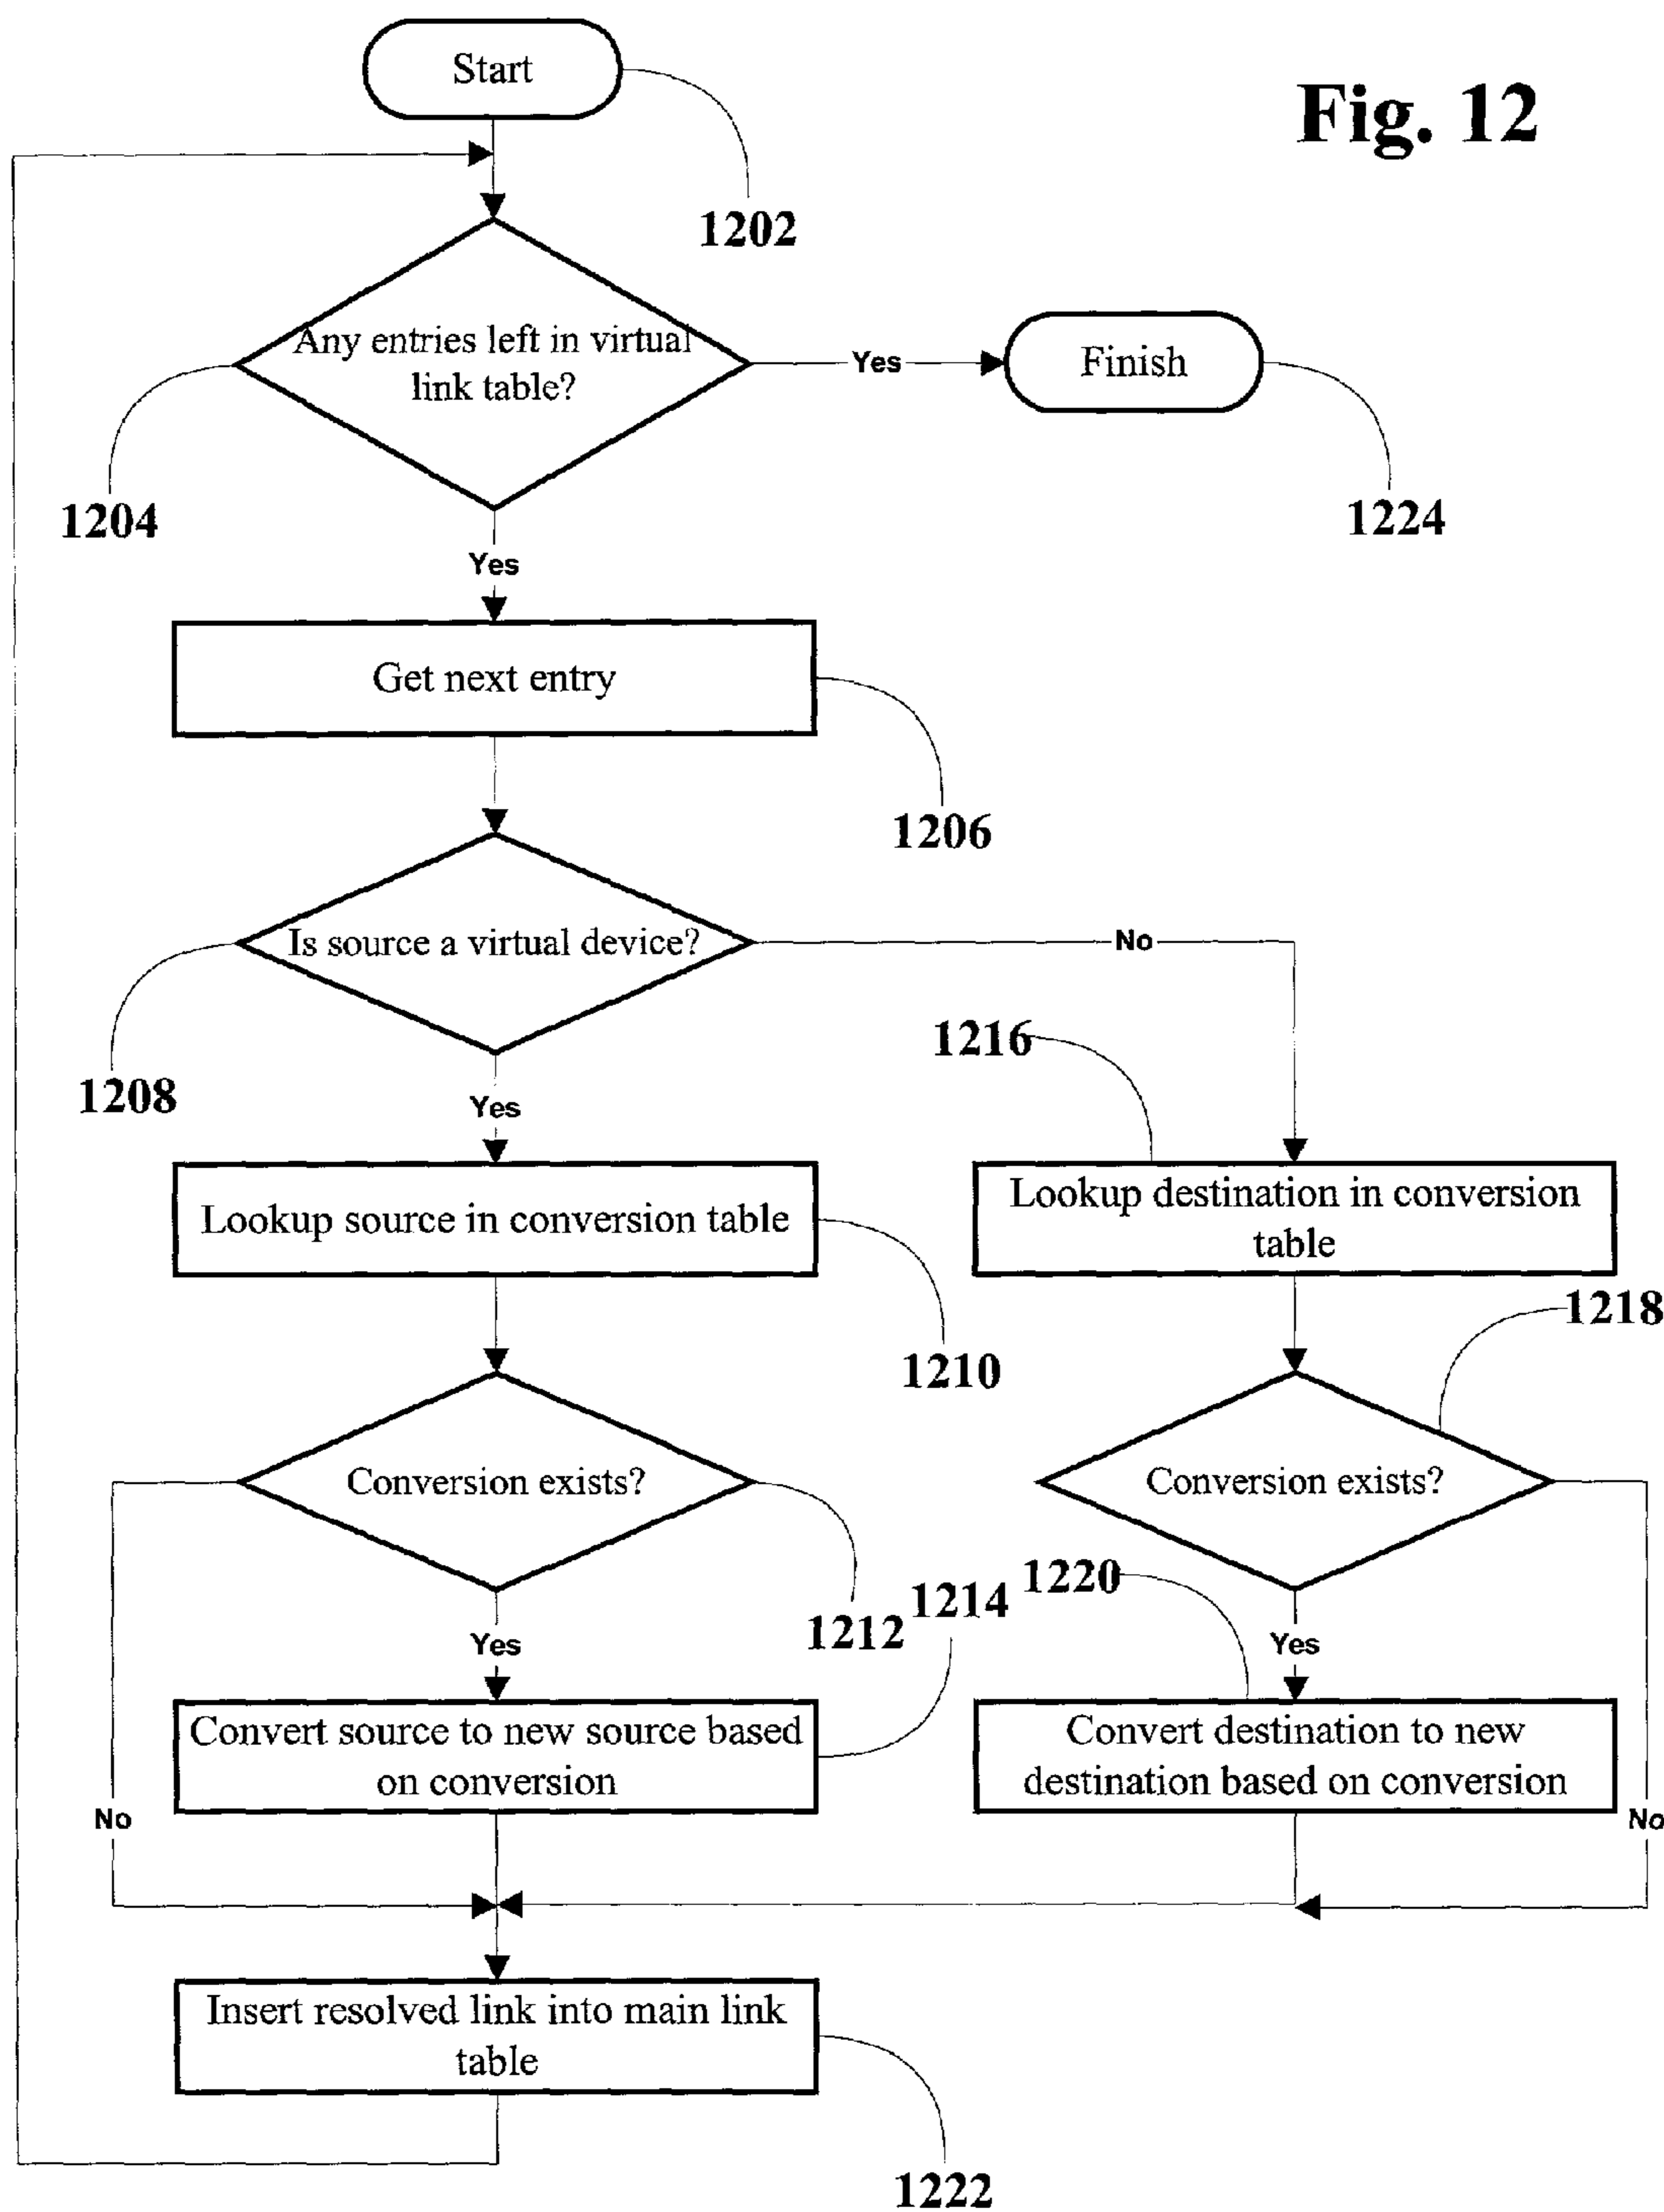 Start
Fig. 12
1202
Any entries left in virtual
link table?
Yes
Finish
1204
1224
Yes
Get next entry
1206
Is source a virtual device?
No
1216
1208
Yes
Lookup source in conversion table
Lookup destination in conversion
table
1218
1210
Conversion exists?
Conversion exists?
1220
1214
1212
Yes
Yes
Convert source to new source based
on conversion
Convert destination to new
destination based on conversion
No
No
Insert resolved link into main link
table
1222